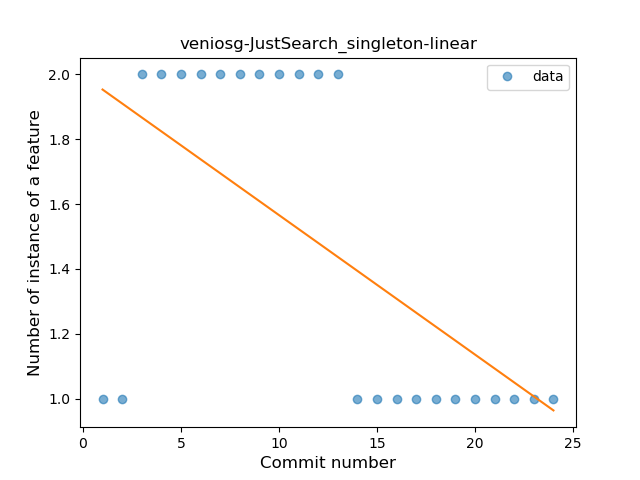 veniosg-JustSearch_singleton-linear
data
Number of instance of a feature
2.0
1.8
1.6
1.4
1.2
1.0
0 5 10 15 20 25
Commit number